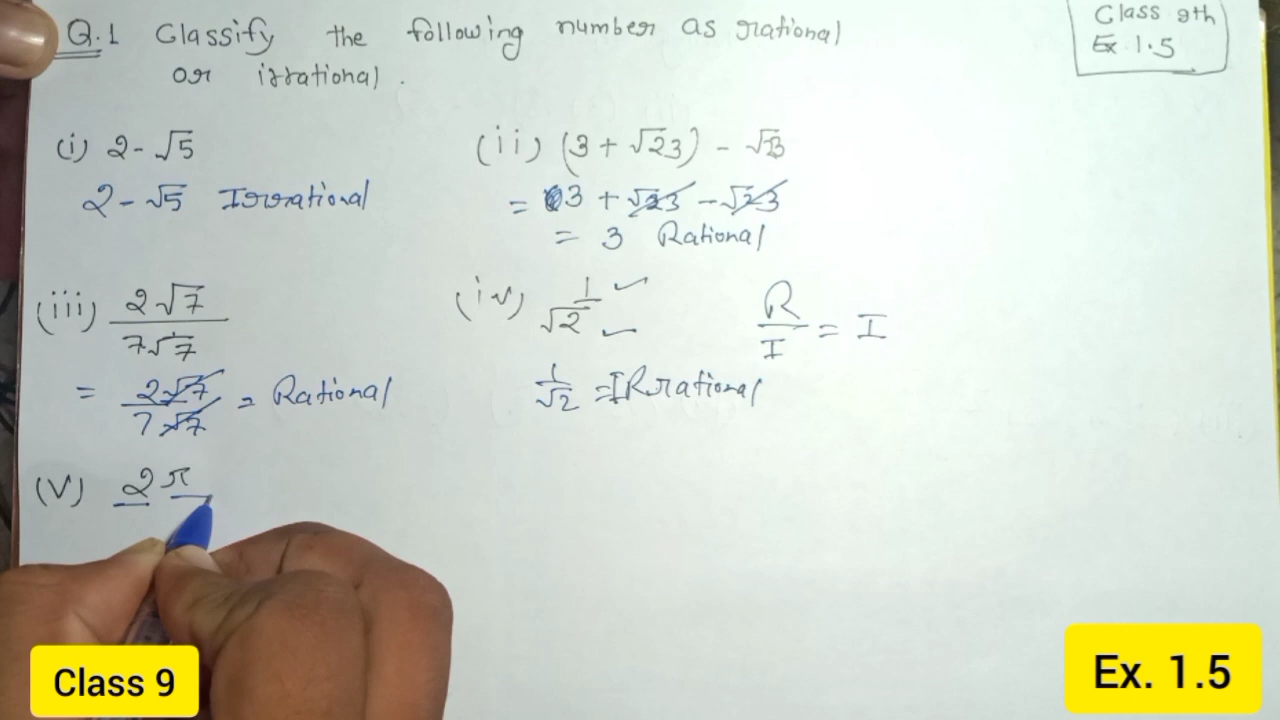 Q.1 Classify the following number as rational
or irrational.
Class 9th
Ex. 1.5
(i) 2 - √5
2 - √5 Irrational
(ii) (3 + √23) - √23
= 3 + √23 - √23
= 3 Rational
(iii) 2√7 / 7√7
= 2√7 / 7√7 = Rational
(iv) 1 / √2
R / I = I
1 / √2 = IRrational
(V) 2π
Class 9
Ex. 1.5